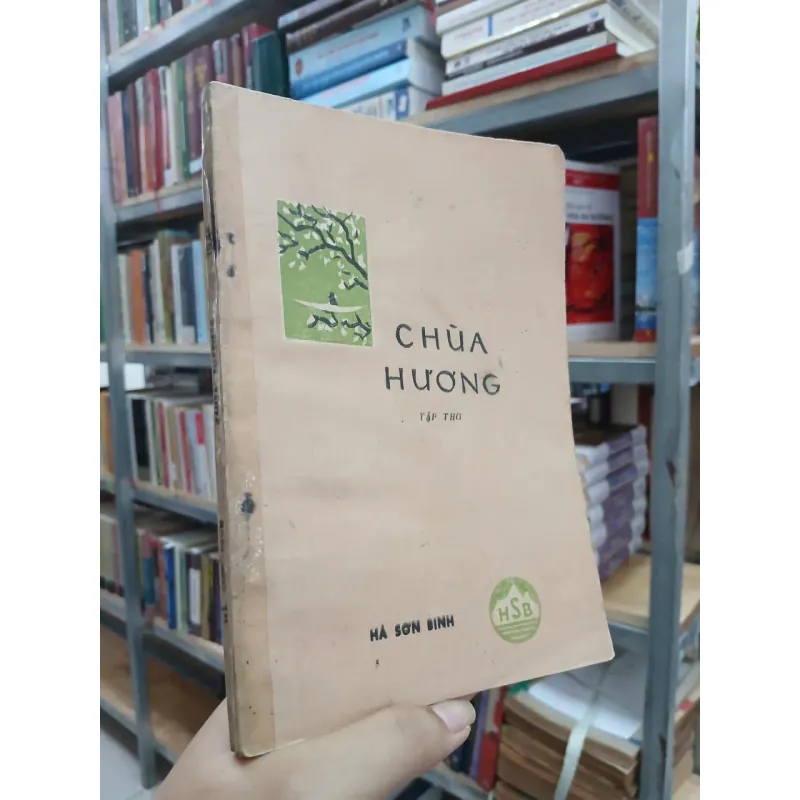 CHÙA
HƯƠNG
TẬP THƠ
HÀ SƠN BÌNH
HSB